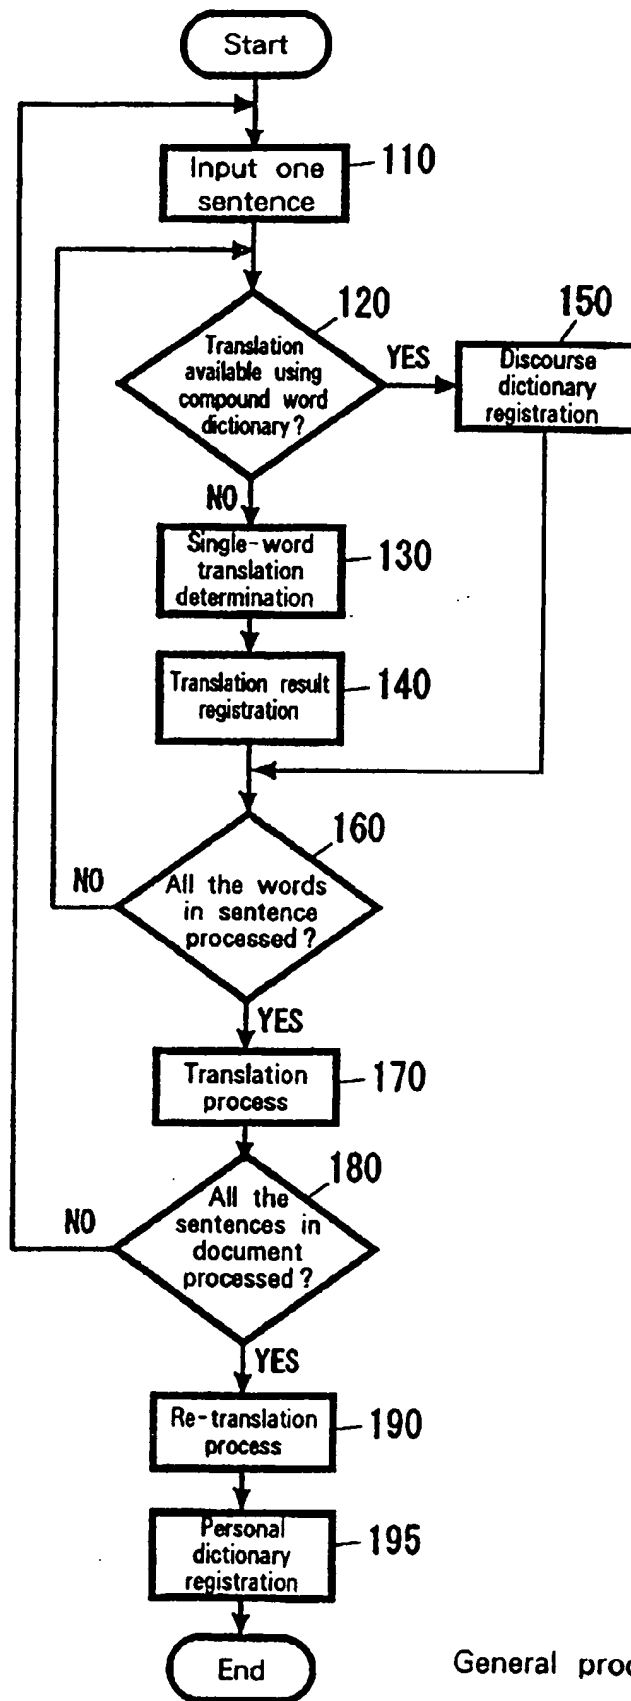 Start
Input one
sentence
110
120
Translation
available using
compound word
dictionary?
YES
150
Discourse
dictionary
registration
NO
Single-word
translation
determination
130
Translation result
registration
140
160
All the words
in sentence
processed?
NO
YES
Translation
process
170
180
All the
sentences in
document
processed?
NO
YES
Re-translation
process
190
Personal
dictionary
registration
195
End
General